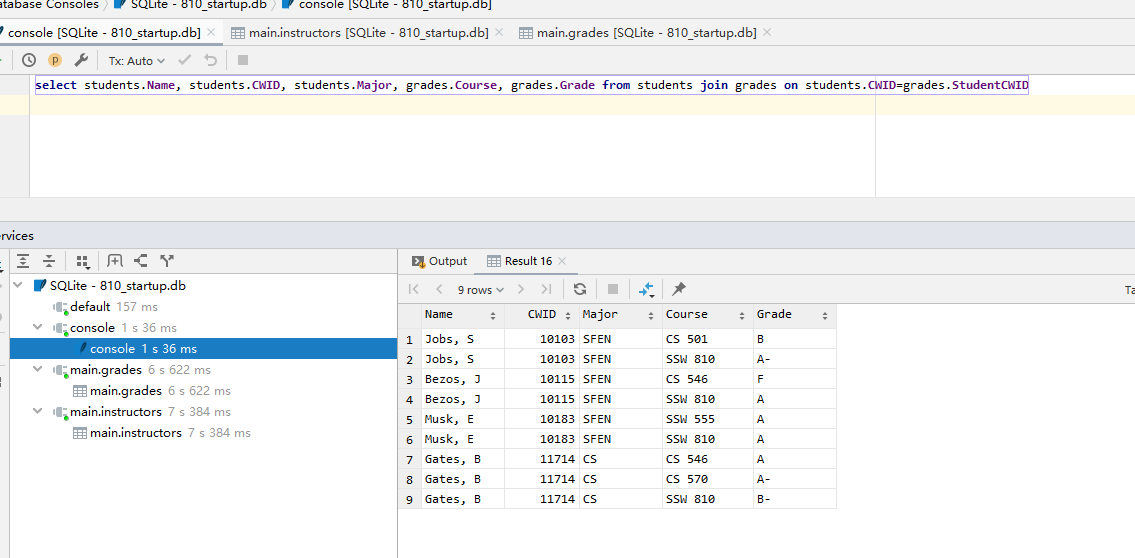 atabase Consoles SQLite - 810_startup.db console [SQLite - 810_startup.db]
console [SQLite - 810_startup.db] main.instructors [SQLite - 810_startup.db] main.grades [SQLite - 810_startup.db]
Tx: Auto
select students.Name, students.CWID, students.Major, grades.Course, grades.Grade from students join grades on students.CWID=grades.StudentCWID
rvices
Output Result 16
SQLite - 810_startup.db
default 157 ms
console 1 s 36 ms
console 1 s 36 ms
main.grades 6 s 622 ms
main.grades 6 s 622 ms
main.instructors 7 s 384 ms
main.instructors 7 s 384 ms
9 rows Ta
Name CWID Major Course Grade
1 Jobs, S 10103 SFEN CS 501 B
2 Jobs, S 10103 SFEN SSW 810 A-
3 Bezos, J 10115 SFEN CS 546 F
4 Bezos, J 10115 SFEN SSW 810 A
5 Musk, E 10183 SFEN SSW 555 A
6 Musk, E 10183 SFEN SSW 810 A
7 Gates, B 11714 CS CS 546 A
8 Gates, B 11714 CS CS 570 A-
9 Gates, B 11714 CS SSW 810 B-